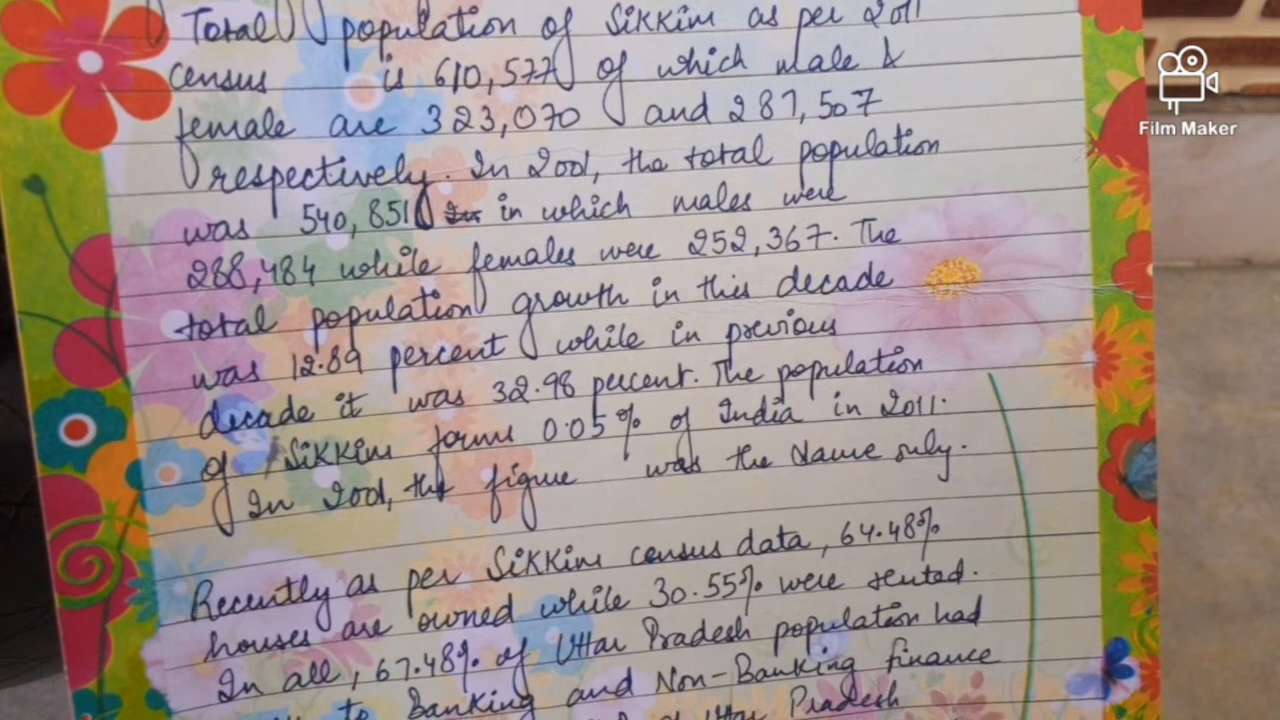 Total population of Sikkim as per 2011
census is 610,577 of which male &
female are 323,070 and 287,507
respectively. In 2001, the total population
was 540,851 in which males were
288,484 while females were 252,367. The
total population growth in this decade
was 12.89 percent while in previous
decade it was 32.98 percent. The population
of Sikkim forms 0.05% of India in 2011.
In 2001, the figure was the same only.
Recently as per Sikkim census data, 64.48%
houses are owned while 30.55% were rented.
In all, 67.48% of Uttar Pradesh population had
to Banking and Non-Banking finance
Uttar Pradesh
Film Maker